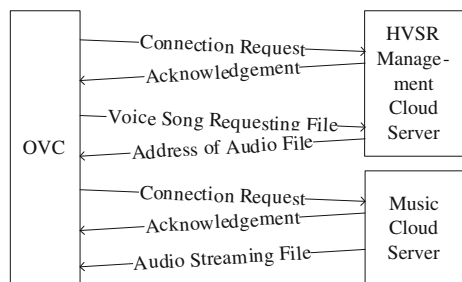 OVC
Connection Request
Acknowledgement
Voice Song Requesting File
Address of Audio File
HVSR
Manage-
ment
Cloud
Server
Connection Request
Acknowledgement
Audio Streaming File
Music
Cloud
Server